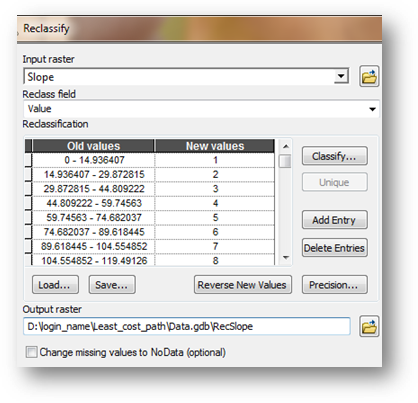 Reclassify
Input raster
Slope
Reclass field
Value
Reclassification
Old values New values
0 - 14.936407 1
14.936407 - 29.872815 2
29.872815 - 44.809222 3
44.809222 - 59.74563 4
59.74563 - 74.682037 5
74.682037 - 89.618445 6
89.618445 - 104.554852 7
104.554852 - 119.49126 8
Classify...
Unique
Add Entry
Delete Entries
Load... Save... Reverse New Values Precision...
Output raster
D:\login_name\Least_cost_path\Data.gdb\RecSlope
Change missing values to NoData (optional)